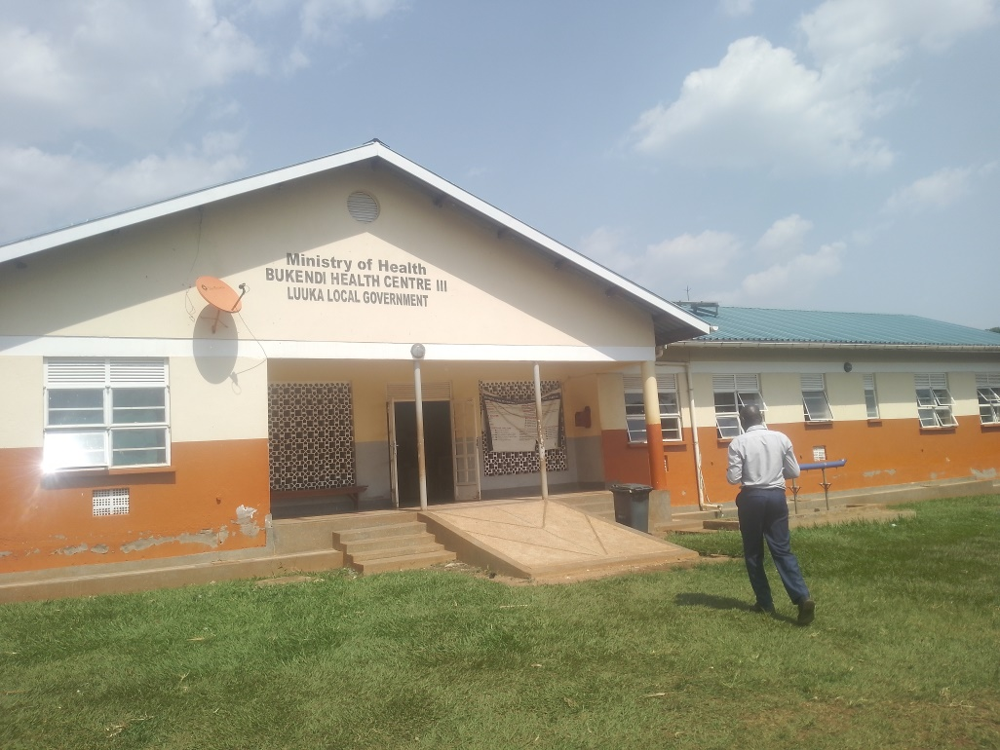 Ministry of Health
BUKENDI HEALTH CENTRE III
LUUKA LOCAL GOVERNMENT